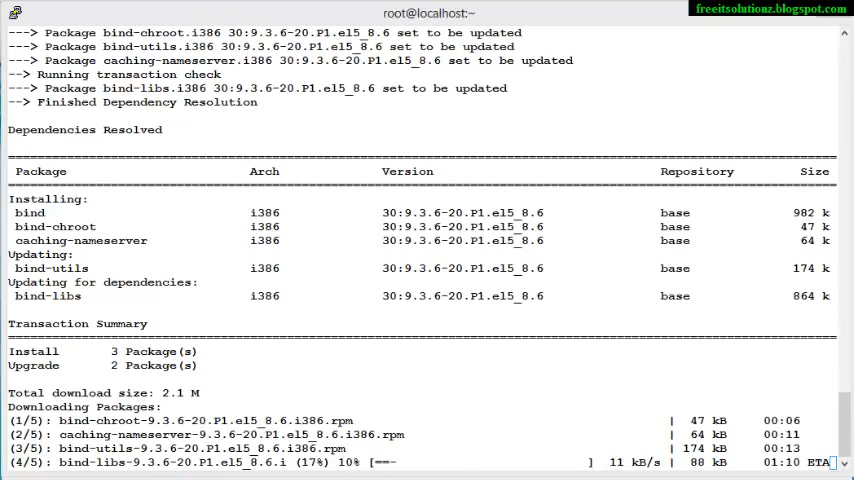 root@localhost:~
freeitsolutionz.blogspot.com
---> Package bind-chroot.i386 30:9.3.6-20.P1.el5_8.6 set to be updated
---> Package bind-utils.i386 30:9.3.6-20.P1.el5_8.6 set to be updated
---> Package caching-nameserver.i386 30:9.3.6-20.P1.el5_8.6 set to be updated
--> Running transaction check
---> Package bind-libs.i386 30:9.3.6-20.P1.el5_8.6 set to be updated
--> Finished Dependency Resolution
Dependencies Resolved
Package Arch Version Repository Size
Installing:
bind i386 30:9.3.6-20.P1.el5_8.6 base 982 k
bind-chroot i386 30:9.3.6-20.P1.el5_8.6 base 47 k
caching-nameserver i386 30:9.3.6-20.P1.el5_8.6 base 64 k
Updating:
bind-utils i386 30:9.3.6-20.P1.el5_8.6 base 174 k
Updating for dependencies:
bind-libs i386 30:9.3.6-20.P1.el5_8.6 base 864 k
Transaction Summary
Install 3 Package(s)
Upgrade 2 Package(s)
Total download size: 2.1 M
Downloading Packages:
(1/5): bind-chroot-9.3.6-20.P1.el5_8.6.i386.rpm | 47 kB 00:06
(2/5): caching-nameserver-9.3.6-20.P1.el5_8.6.i386.rpm | 64 kB 00:11
(3/5): bind-utils-9.3.6-20.P1.el5_8.6.i386.rpm | 174 kB 00:13
(4/5): bind-libs-9.3.6-20.P1.el5_8.6.i (17%) 10% [==- ] 11 kB/s | 88 kB 01:10 ETA